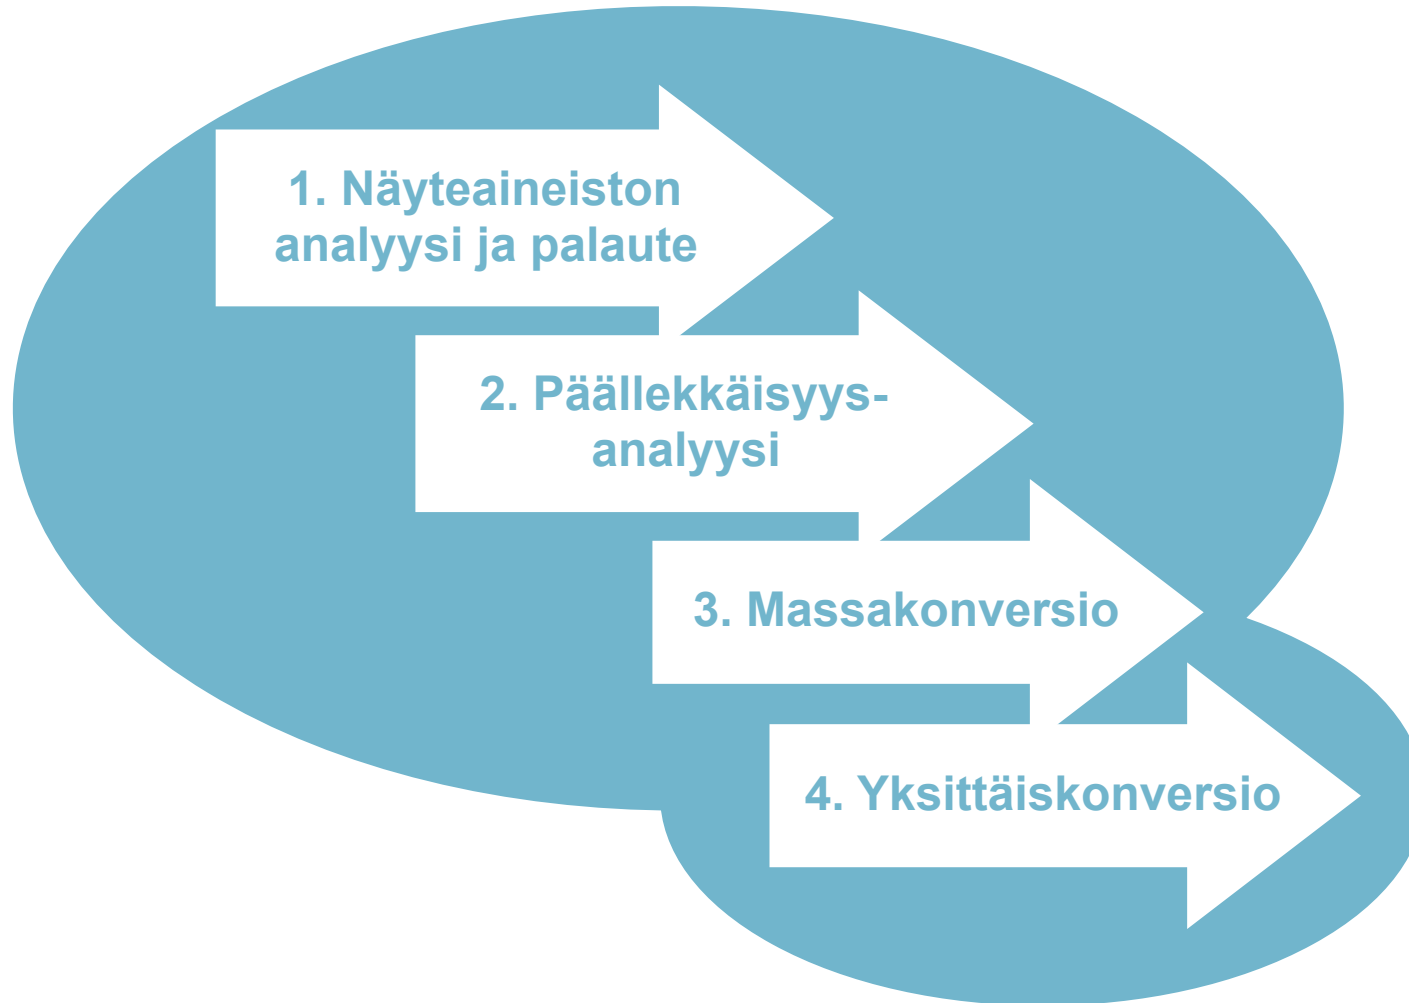 1. Näyteaineiston
analyysi ja palaute
2. Päällekkäisyys-
analyysi
3. Massakonversio
4. Yksittäiskonversio